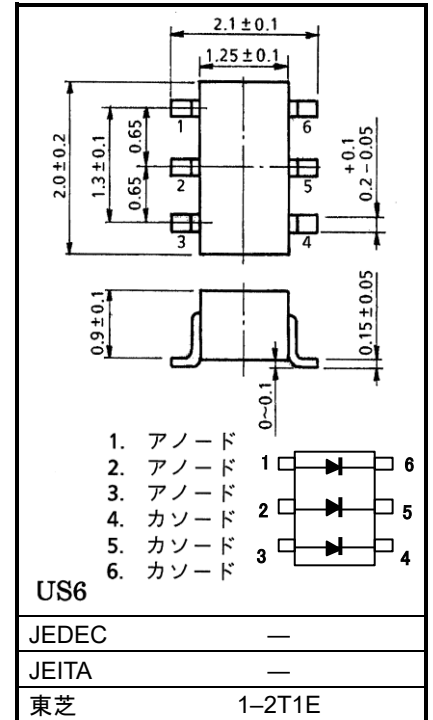 2.1±0.1
1.25±0.1
1
6
2
5
3
4
2.0±0.2
1.3±0.1
0.65
0.65
+0.1
0.2-0.05
0.9±0.1
0.15±0.05
0~0.1
1. アノード
2. アノード
3. アノード
4. カソード
5. カソード
6. カソード
1
6
2
5
3
4
US6
JEDEC —
JEITA —
東芝 1–2T1E